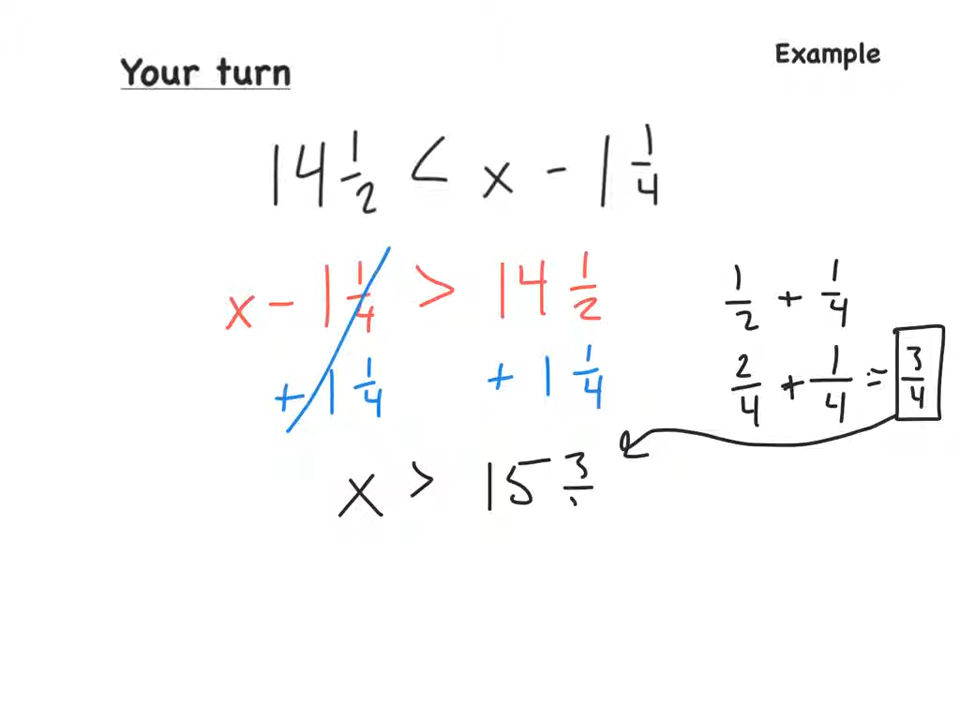 Example
Your turn
14 1/2 < x - 1 1/4
x - 1 1/4 > 14 1/2
+ 1 1/4 + 1 1/4
x > 15 3/
1/2 + 1/4
2/4 + 1/4 = 3/4